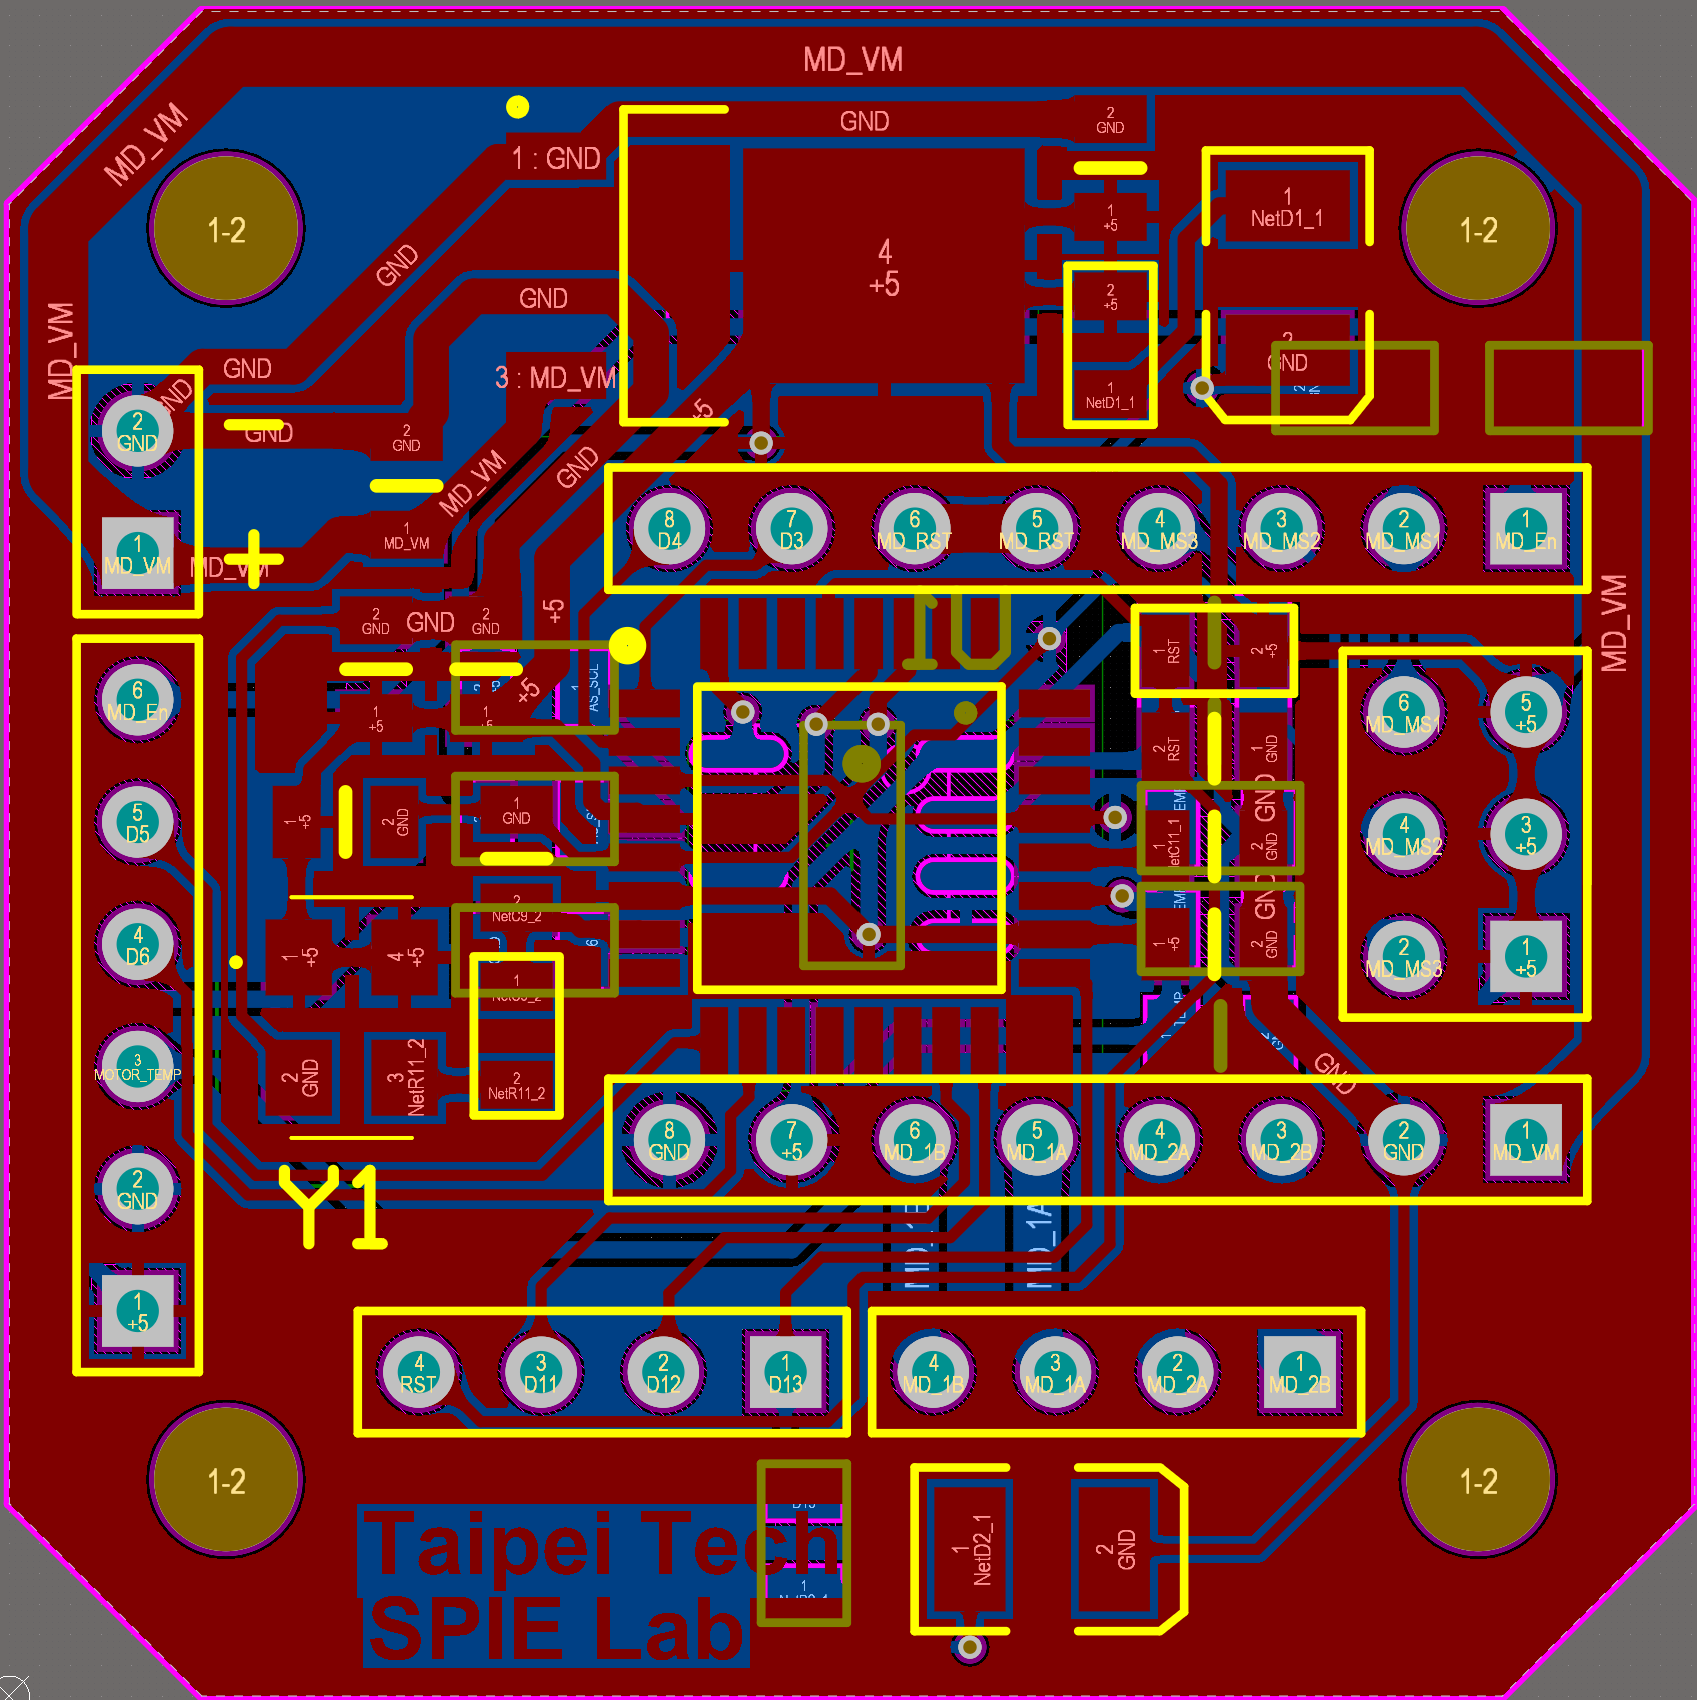 MD_VM
MD_VM
GND
2
GND
1 : GND
1
NetD1_1
1-2
1-2
1
+5
4
+5
GND
GND
2
+5
MD_VM
2
GND
GND
3 : MD_VM
1
NetD1_1
GND
2
GND
GND
2
GND
GND
MD_VM
1
MD_VM
MD_VM
1
MD_VM
8
D4
7
D3
6
MD_RST
5
MD_RST
4
MD_MS3
3
MD_MS2
2
MD_MS1
1
MD_En
MD_VM
2
GND
GND
2
GND
+5
1
RST
2
+5
6
MD_En
1
+5
+5
1
AS_SCL
2
RST
1
GND
6
MD_MS1
5
+5
5
D5
1
+5
2
GND
1
GND
GND
1
NetC11_1
2
GND
4
MD_MS2
3
+5
4
D6
1
+5
4
+5
2
NetC9_2
GND
1
+5
2
GND
2
MD_MS3
1
+5
3
MOTOR_TEMP
2
GND
3
NetR11_2
2
NetR11_2
GND
2
GND
8
GND
7
+5
6
MD_1B
5
MD_1A
4
MD_2A
3
MD_2B
2
GND
1
MD_VM
Y1
MD_1B
MD_1A
1
+5
4
RST
3
D11
2
D12
1
D13
4
MD_1B
3
MD_1A
2
MD_2A
1
MD_2B
1-2
1-2
Taipei Tech
SPIE Lab
1
NetD2_1
2
GND